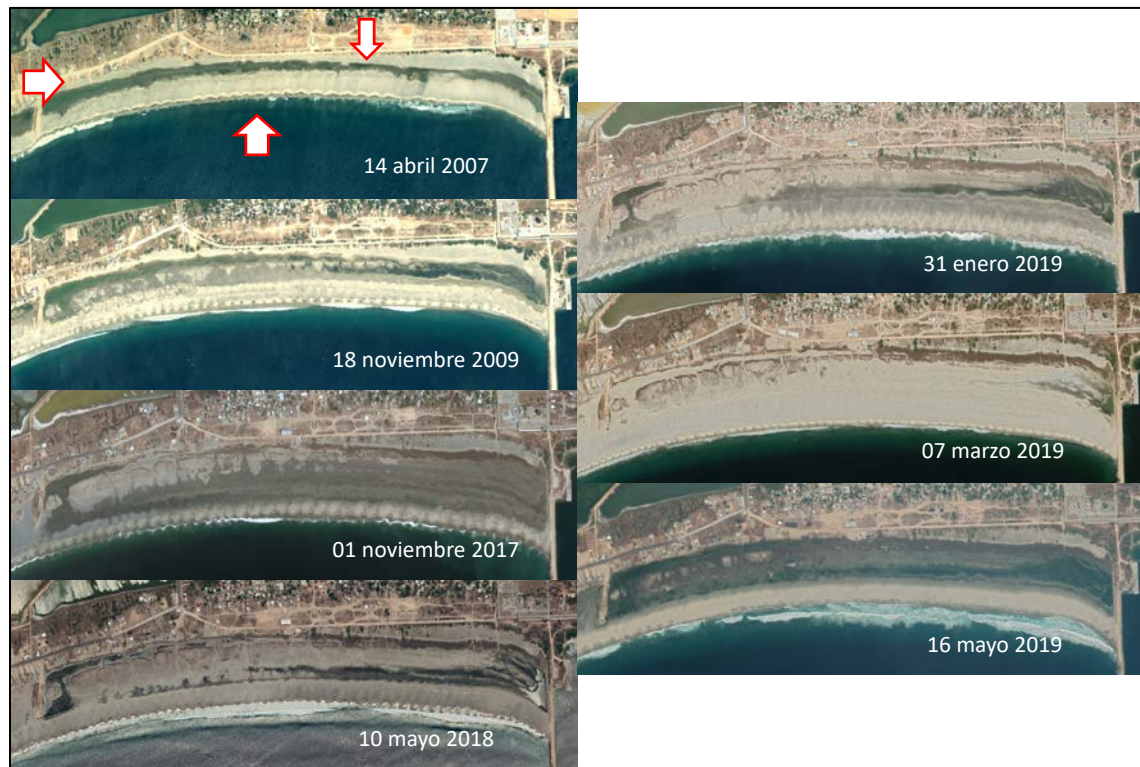 14 abril 2007
18 noviembre 2009
01 noviembre 2017
10 mayo 2018
31 enero 2019
07 marzo 2019
16 mayo 2019